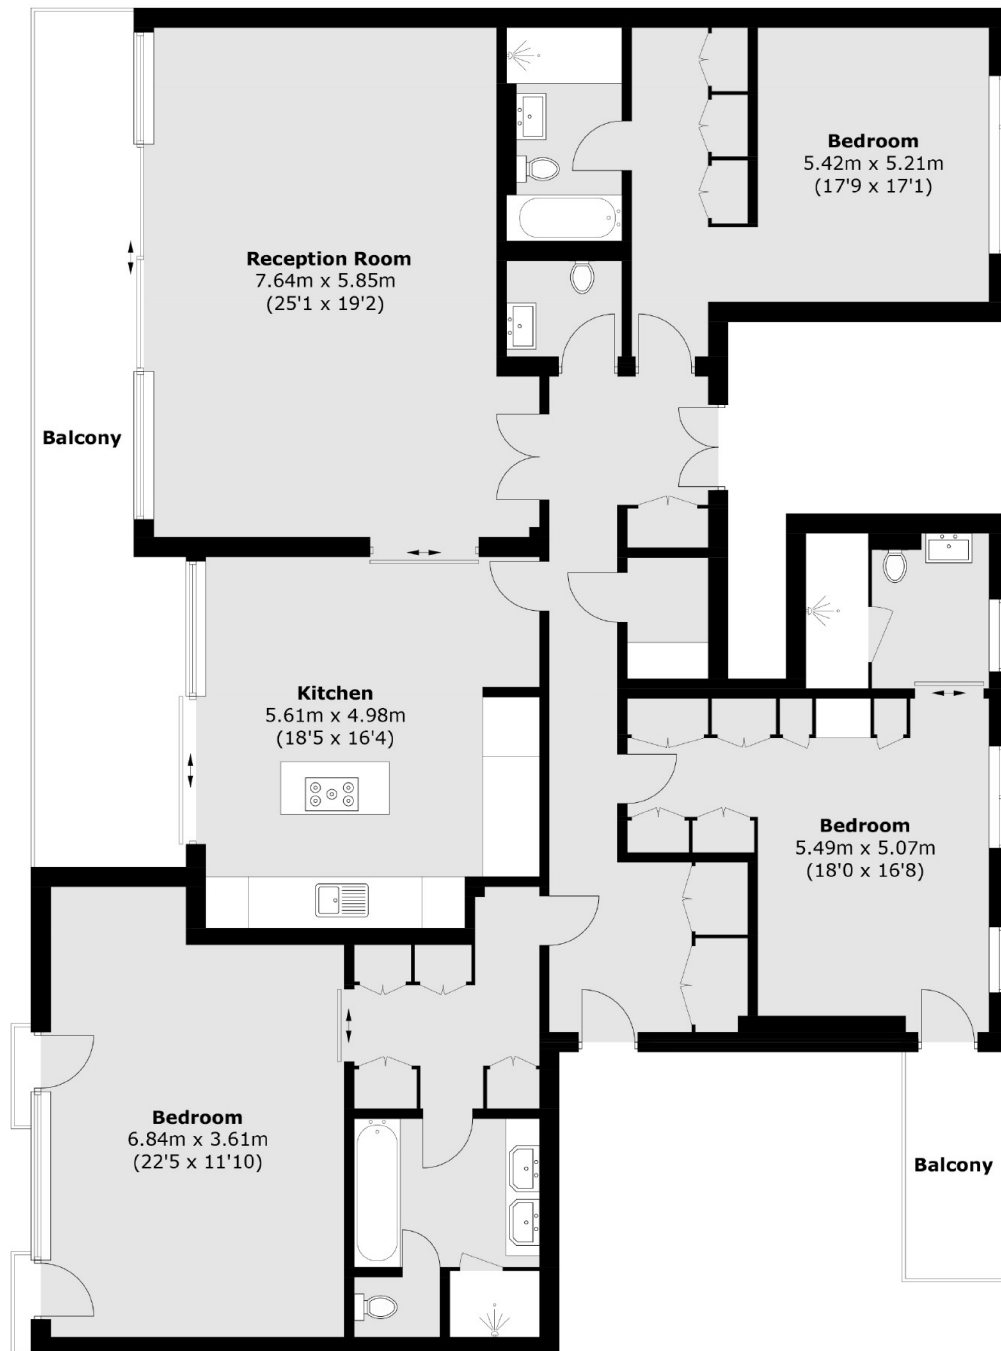 Bedroom
5.42m x 5.21m
(17'9 x 17'1)
Reception Room
7.64m x 5.85m
(25'1 x 19'2)
Balcony
Kitchen
5.61m x 4.98m
(18'5 x 16'4)
Bedroom
5.49m x 5.07m
(18'0 x 16'8)
Bedroom
6.84m x 3.61m
(22'5 x 11'10)
Balcony